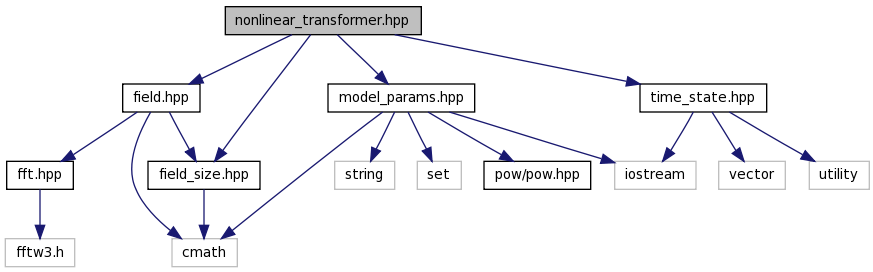 nonlinear_transformer.hpp
field.hpp
model_params.hpp
time_state.hpp
fft.hpp
field_size.hpp
string
set
pow/pow.hpp
iostream
vector
utility
fftw3.h
cmath